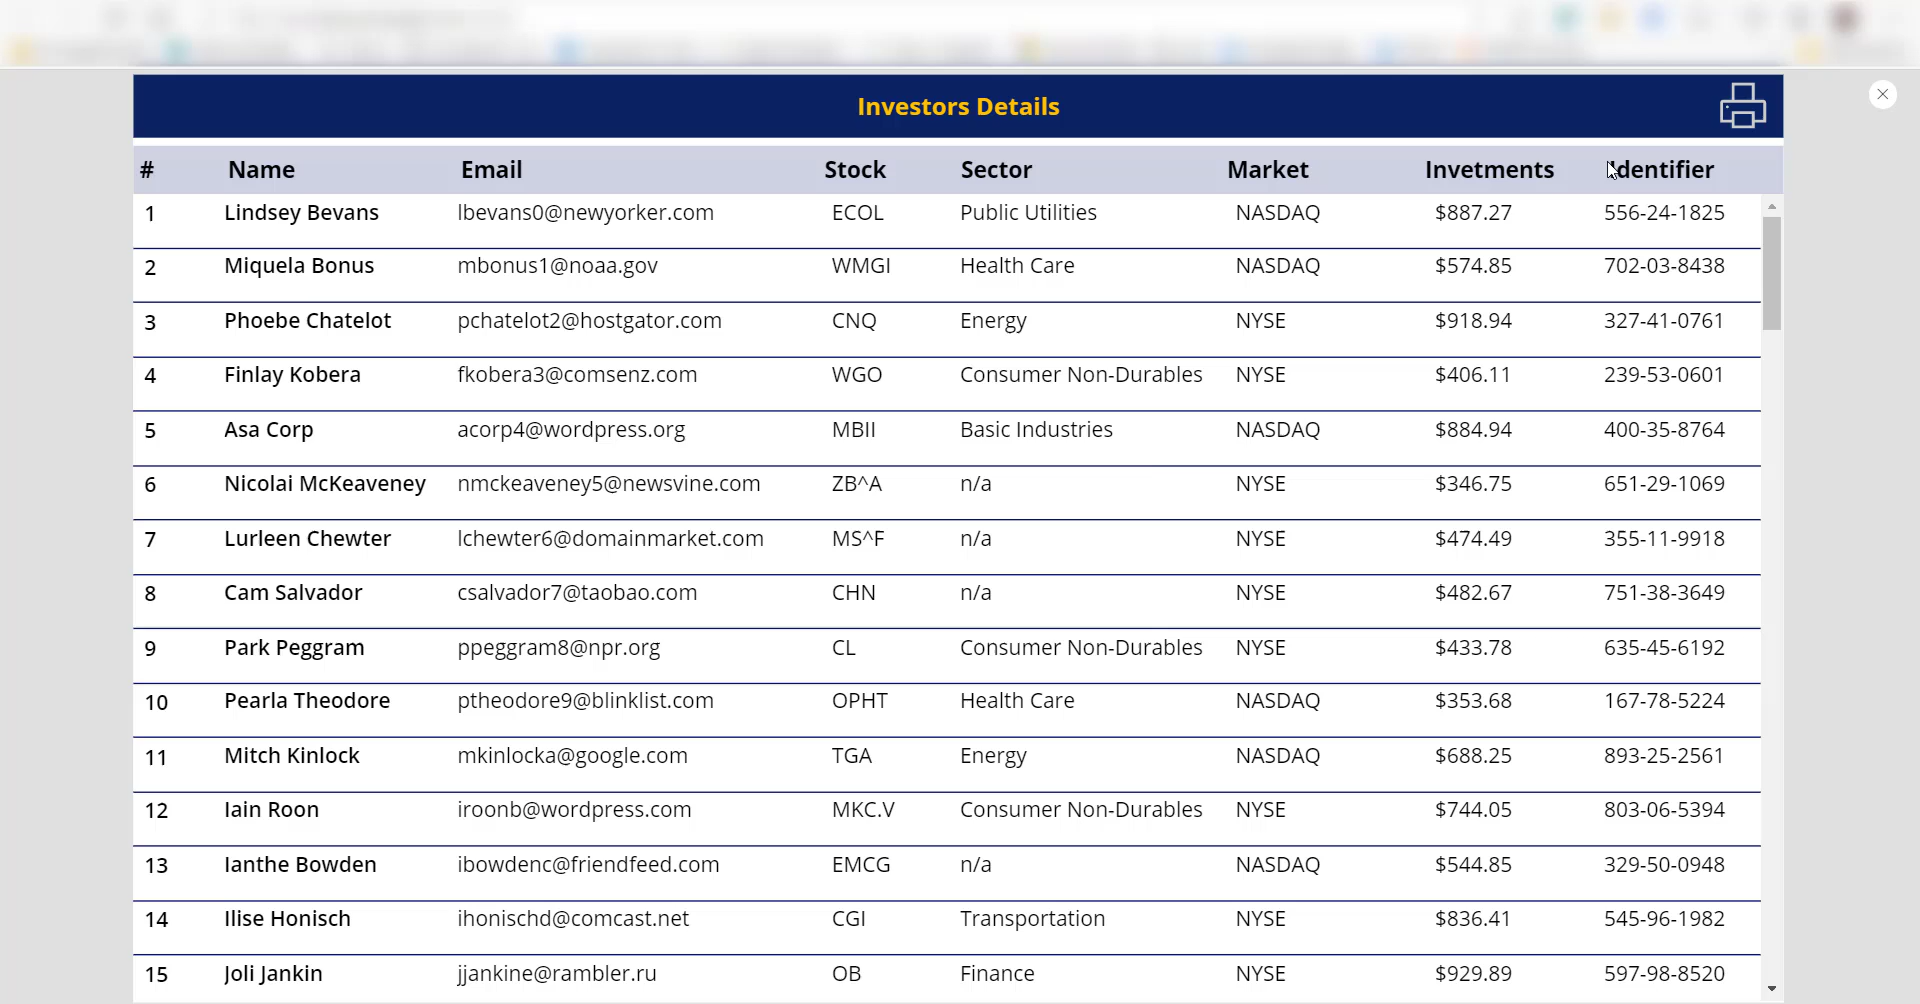 Investors Details
# Name Email Stock Sector Market Invetments Identifier
1 Lindsey Bevans lbevans0@newyorker.com ECOL Public Utilities NASDAQ $887.27 556-24-1825
2 Miquela Bonus mbonus1@noaa.gov WMGI Health Care NASDAQ $574.85 702-03-8438
3 Phoebe Chatelot pchatelot2@hostgator.com CNQ Energy NYSE $918.94 327-41-0761
4 Finlay Kobera fkobera3@comsenz.com WGO Consumer Non-Durables NYSE $406.11 239-53-0601
5 Asa Corp acorp4@wordpress.org MBII Basic Industries NASDAQ $884.94 400-35-8764
6 Nicolai McKeaveney nmckeaveney5@newsvine.com ZB^A n/a NYSE $346.75 651-29-1069
7 Lurleen Chewter lchewter6@domainmarket.com MS^F n/a NYSE $474.49 355-11-9918
8 Cam Salvador csalvador7@taobao.com CHN n/a NYSE $482.67 751-38-3649
9 Park Peggram ppeggram8@npr.org CL Consumer Non-Durables NYSE $433.78 635-45-6192
10 Pearla Theodore ptheodore9@blinklist.com OPHT Health Care NASDAQ $353.68 167-78-5224
11 Mitch Kinlock mkinlocka@google.com TGA Energy NASDAQ $688.25 893-25-2561
12 Iain Roon iroonb@wordpress.com MKC.V Consumer Non-Durables NYSE $744.05 803-06-5394
13 Ianthe Bowden ibowdenc@friendfeed.com EMCG n/a NASDAQ $544.85 329-50-0948
14 Ilise Honisch ihonischd@comcast.net CGI Transportation NYSE $836.41 545-96-1982
15 Joli Jankin jjankine@rambler.ru OB Finance NYSE $929.89 597-98-8520